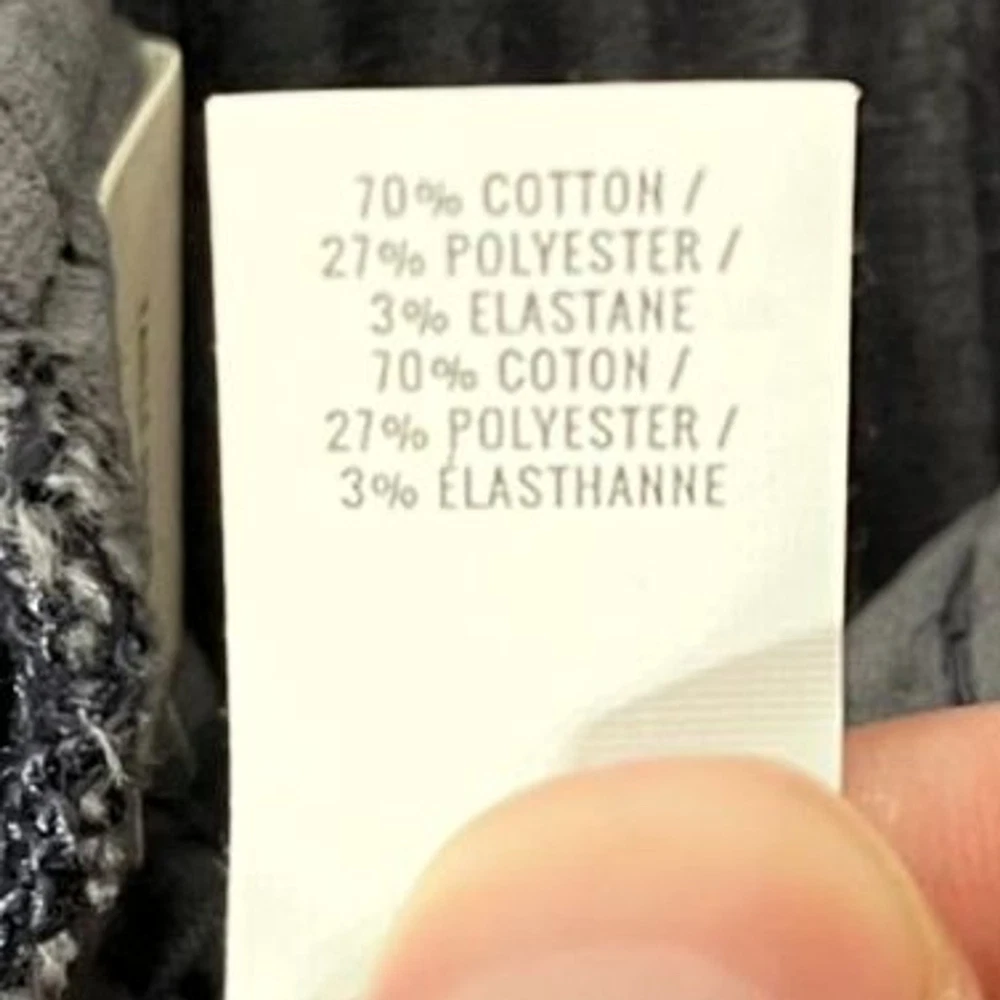 70% COTTON /
27% POLYESTER /
3% ELASTANE
70% COTON /
27% POLYESTER /
3% ÉLASTHANNE